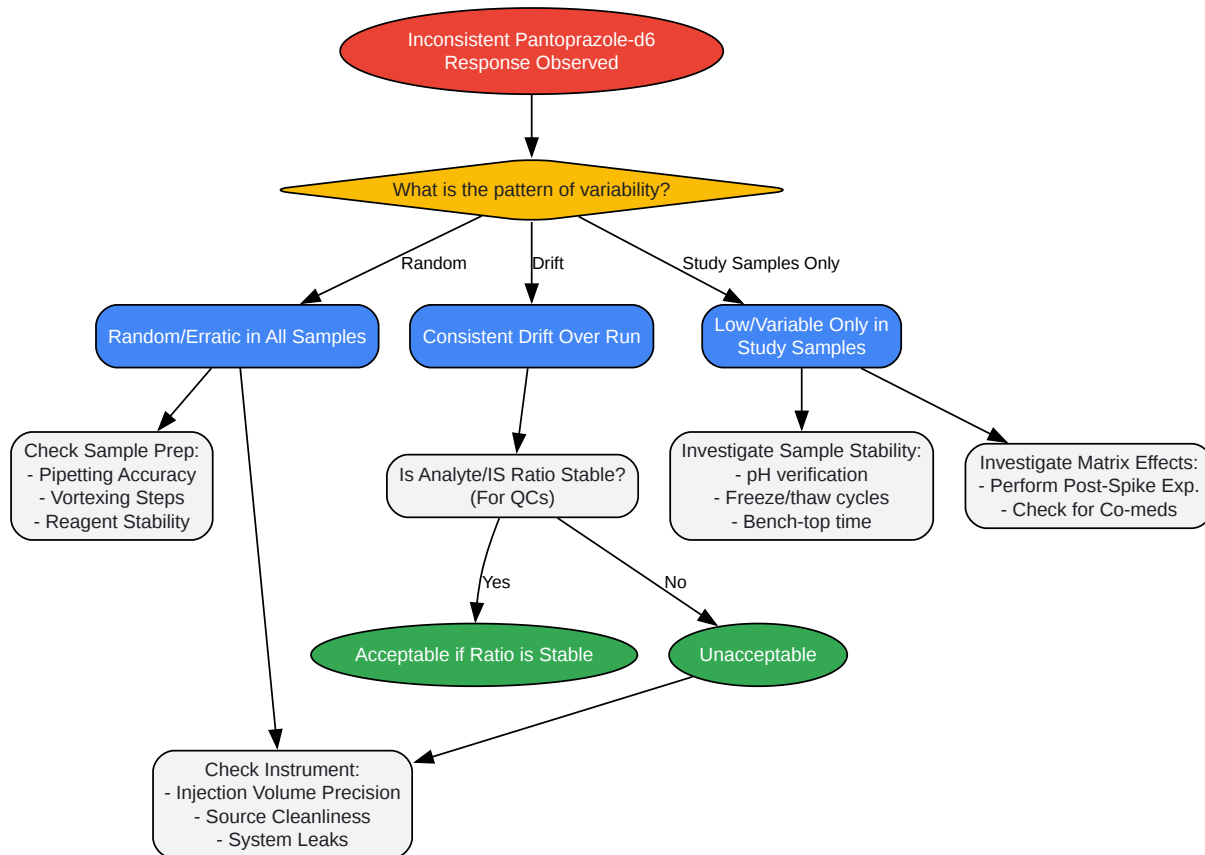 Inconsistent Pantoprazole-d6
Response Observed
What is the pattern of variability?
Random
Drift
Study Samples Only
Random/Erratic in All Samples
Consistent Drift Over Run
Low/Variable Only in
Study Samples
Check Sample Prep:
- Pipetting Accuracy
- Vortexing Steps
- Reagent Stability
Is Analyte/IS Ratio Stable?
(For QCs)
Investigate Sample Stability:
- pH verification
- Freeze/thaw cycles
- Bench-top time
Investigate Matrix Effects:
- Perform Post-Spike Exp.
- Check for Co-meds
Yes
No
Acceptable if Ratio is Stable
Unacceptable
Check Instrument:
- Injection Volume Precision
- Source Cleanliness
- System Leaks